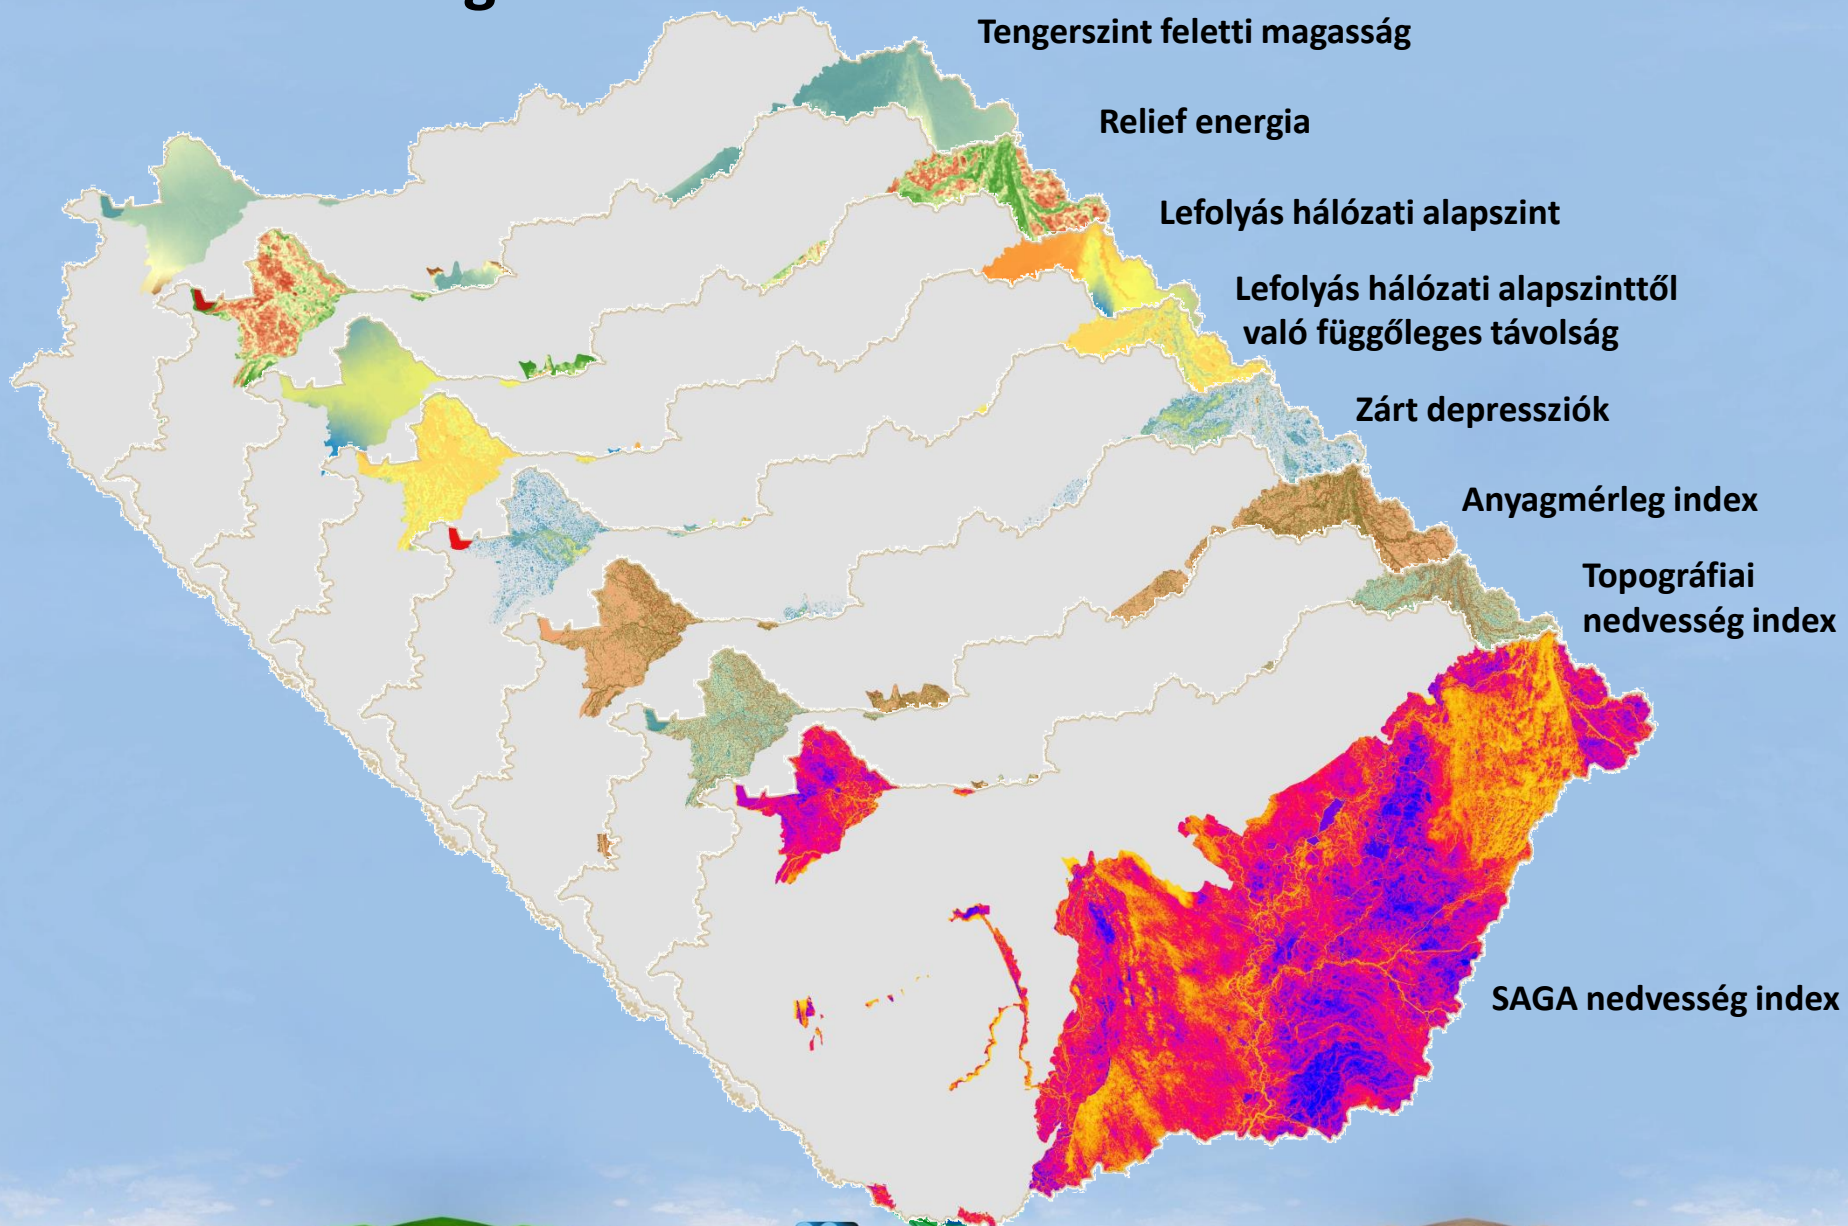 Tengerszint feletti magasság
Relief energia
Lefolyás hálózati alapszint
Lefolyás hálózati alapszinttől
való függőleges távolság
Zárt depressziók
Anyagmérleg index
Topográfiai
nedvesség index
SAGA nedvesség index